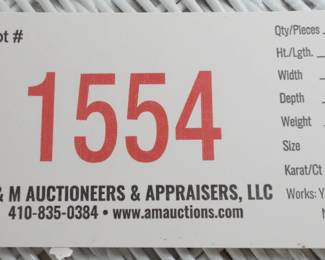 ot #
1554
& M AUCTIONEERS & APPRAISERS, LLC
410-835-0384 • www.amauctions.com
Qty/Pieces
Ht./Lgth.
Width
Depth
Weight
Size
Karat/Ct
Works: Y